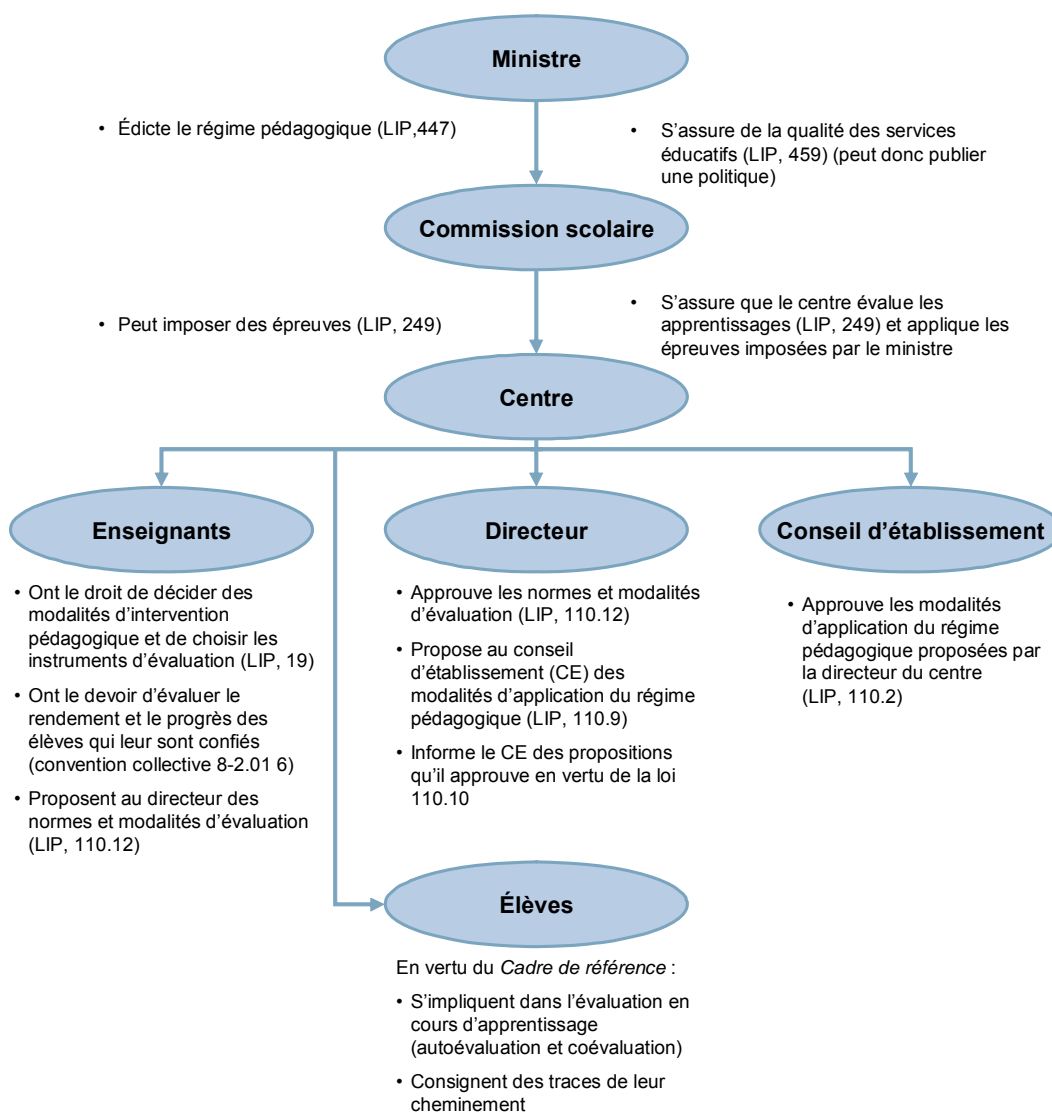 Ministre
• Édicte le régime pédagogique (LIP,447)
• S'assure de la qualité des services
éducatifs (LIP, 459) (peut donc publier
une politique)
Commission scolaire
• Peut imposer des épreuves (LIP, 249)
• S'assure que le centre évalue les
apprentissages (LIP, 249) et applique les
épreuves imposées par le ministre
Centre
Enseignants
• Ont le droit de décider des
modalités d'intervention
pédagogique et de choisir les
instruments d'évaluation (LIP, 19)
• Ont le devoir d'évaluer le
rendement et le progrès des
élèves qui leur sont confiés
(convention collective 8-2.01 6)
• Proposent au directeur des
normes et modalités d'évaluation
(LIP, 110.12)
Directeur
• Approuve les normes et modalités
d'évaluation (LIP, 110.12)
• Propose au conseil
d'établissement (CE) des
modalités d'application du régime
pédagogique (LIP, 110.9)
• Informe le CE des propositions
qu'il approuve en vertu de la loi
110.10
Conseil d'établissement
• Approuve les modalités
d'application du régime
pédagogique proposées par
la directeur du centre
(LIP, 110.2)
Élèves
En vertu du Cadre de référence :
• S'impliquent dans l'évaluation en
cours d'apprentissage
(autoévaluation et coévaluation)
• Consignent des traces de leur
cheminement